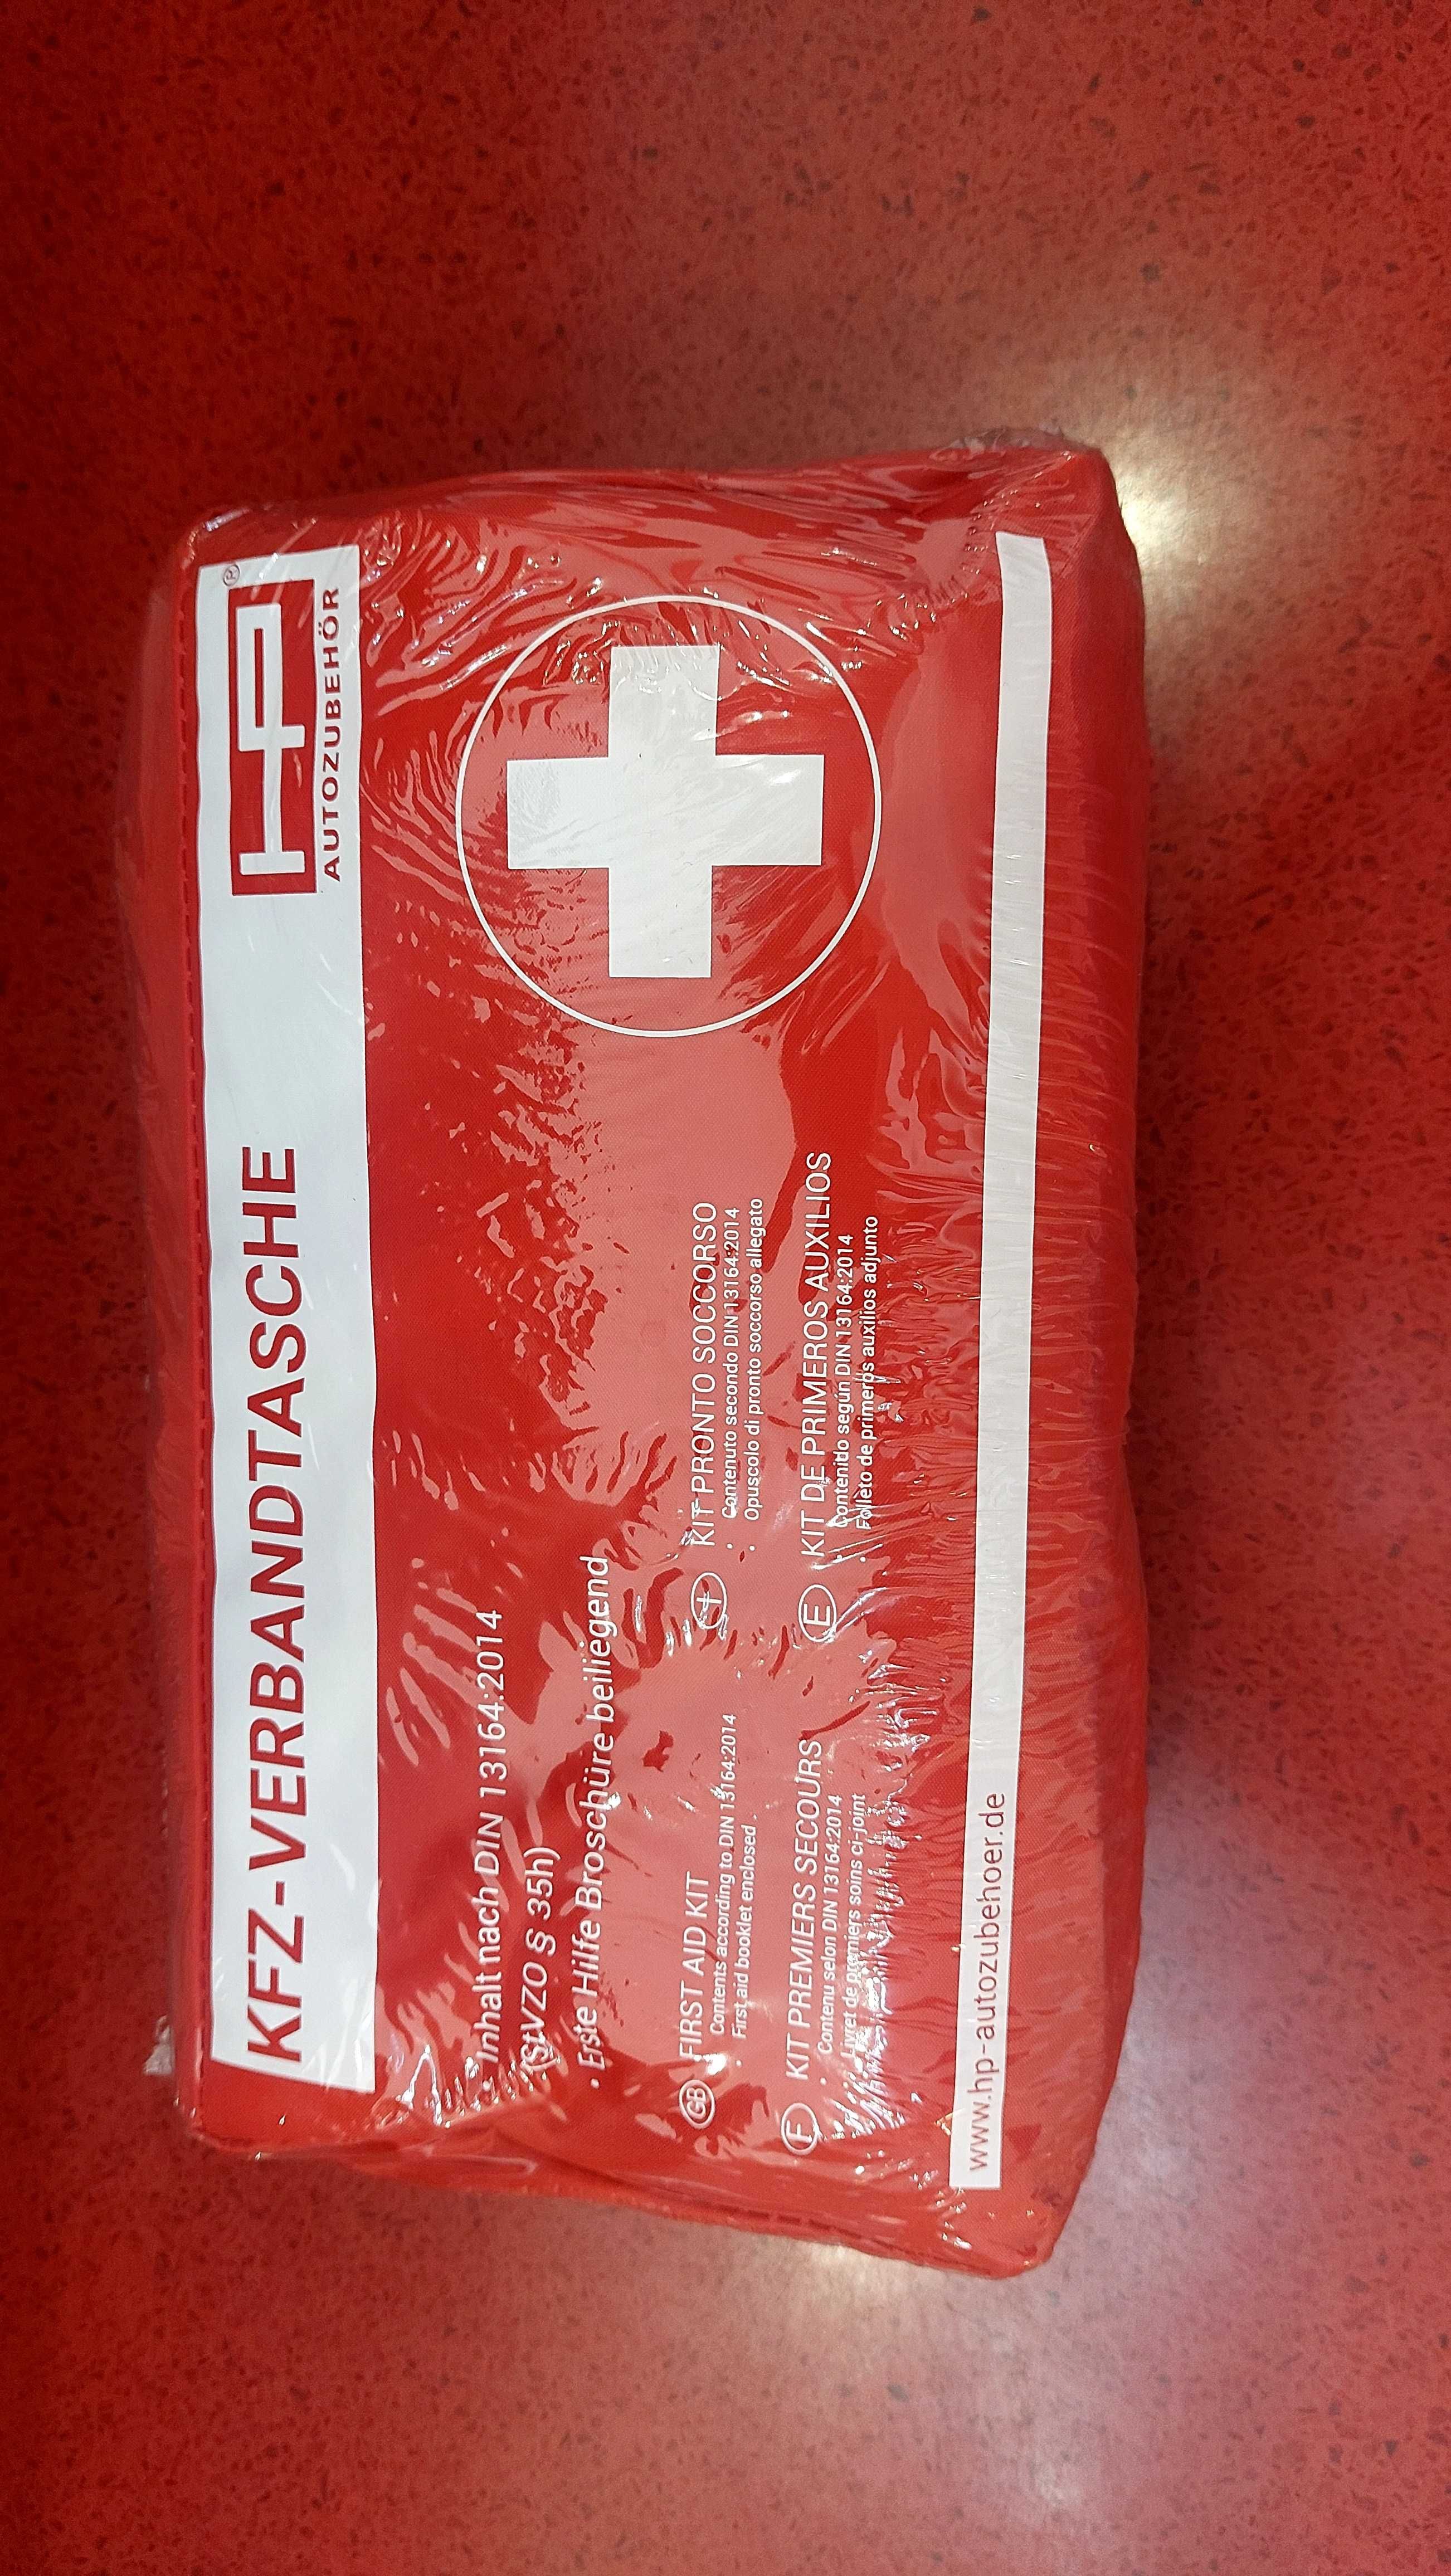 KFZ-VERBANDTASCHE
HP®
AUTOZUBEHÖR
• Inhalt nach DIN 13164:2014
(StVZO § 35h)
• Erste Hilfe Broschüre beiliegend
GB FIRST AID KIT
• Contents according to DIN 13164:2014
• First aid booklet enclosed
I KIT PRONTO SOCCORSO
• Contenuto secondo DIN 13164:2014
• Opuscolo di pronto soccorso allegato
F KIT PREMIERS SECOURS
• Contenu selon DIN 13164:2014
• Livret de premiers soins ci-joint
E KIT DE PRIMEROS AUXILIOS
• Contenido según DIN 13164:2014
• Folleto de primeros auxilios adjunto
www.hp-autozubehoer.de